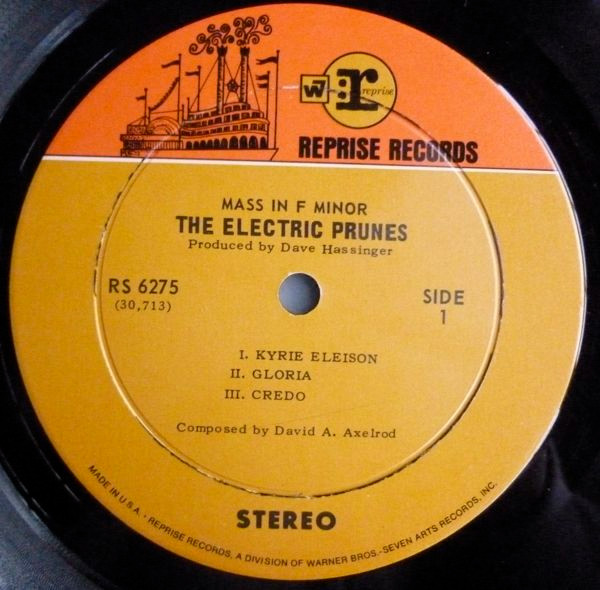 W
:r reprise
REPRISE RECORDS
MASS IN F MINOR
THE ELECTRIC PRUNES
Produced by Dave Hassinger
RS 6275
(30,713)
SIDE
1
I. KYRIE ELEISON
II. GLORIA
III. CREDO
Composed by David A. Axelrod
STEREO
MADE IN U.S.A. • REPRISE RECORDS, A DIVISION OF WARNER BROS.-SEVEN ARTS RECORDS, INC.